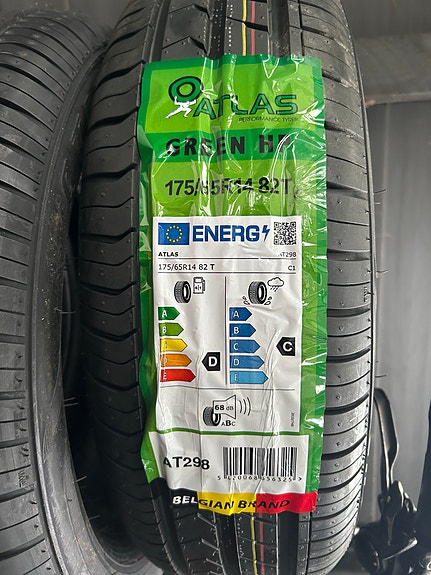 ATLAS
PERFORMANCE TYRES
GREEN HP
175/65R14 82T
ENERG
ATLAS AT298
175/65R14 82 T C1
A A
B B
C C C
D D D
E E
68 dB
ABC
AT298
BELGIAN BRAND